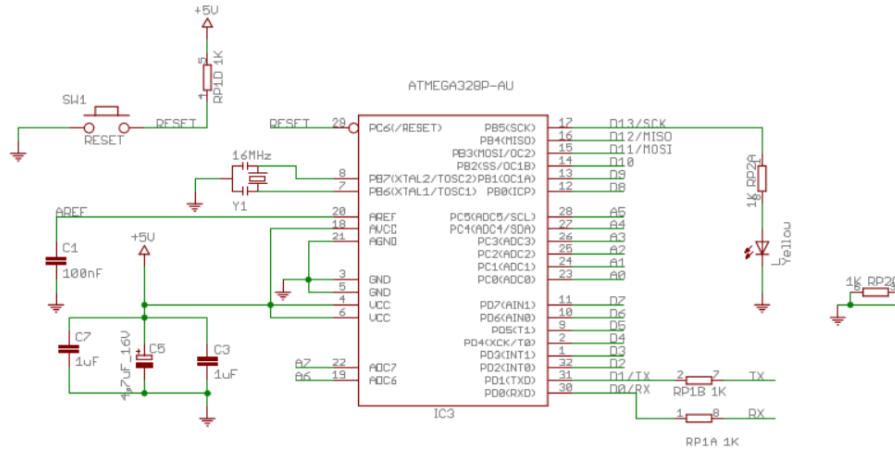 +5V
RP1D 1K
5
4
SW1
RESET
RESET
ATMEGA328P-AU
RESET
29
PC6(/RESET)
16MHz
8
PB7(XTAL2/TOSC2)
7
PB6(XTAL1/TOSC1)
Y1
AREF
20
AREF
18
AVCC
21
AGND
C1
100nF
+5V
3
GND
5
GND
4
VCC
6
VCC
C7
1uF
C5
4,7uF_16V
C3
1uF
A7
22
ADC7
A6
19
ADC6
IC3
PB5(SCK)
17
D13/SCK
PB4(MISO)
16
D12/MISO
PB3(MOSI/OC2)
15
D11/MOSI
PB2(SS/OC1B)
14
D10
PB1(OC1A)
13
D9
PB0(ICP)
12
D8
PC5(ADC5/SCL)
28
A5
PC4(ADC4/SDA)
27
A4
PC3(ADC3)
26
A3
PC2(ADC2)
25
A2
PC1(ADC1)
24
A1
PC0(ADC0)
23
A0
PD7(AIN1)
11
D7
PD6(AIN0)
10
D6
PD5(T1)
9
D5
PD4(XCK/T0)
2
D4
PD3(INT1)
1
D3
PD2(INT0)
32
D2
PD1(TXD)
31
D1/TX
PD0(RXD)
30
D0/RX
2
7
TX
RP1B 1K
1
8
RX
RP1A 1K
1K RP2A
L
Yellow
1K